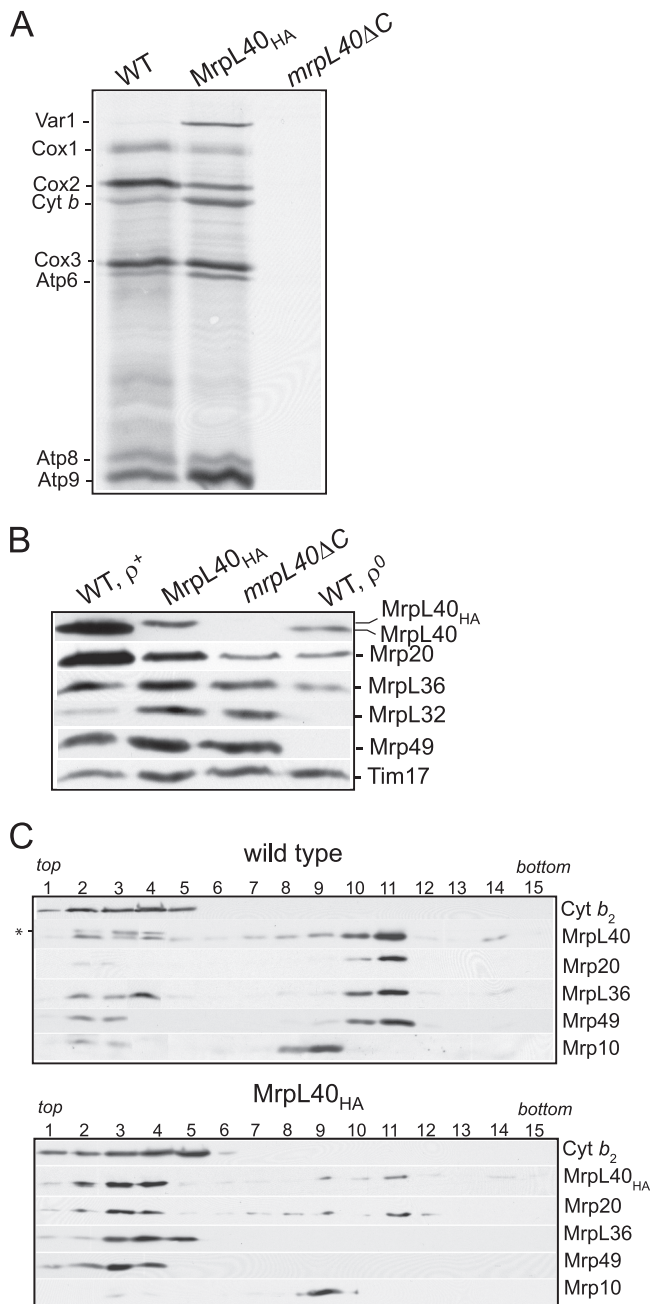 A
WT MrpL40HA mrpL40ΔC
Var1
Cox1
Cox2
Cyt b
Cox3
Atp6
Atp8
Atp9
B
WT, ρ+ MrpL40HA mrpL40ΔC WT, ρ0
MrpL40HA
MrpL40
Mrp20
MrpL36
MrpL32
Mrp49
Tim17
C
wild type
top bottom
1 2 3 4 5 6 7 8 9 10 11 12 13 14 15
Cyt b2
* MrpL40
Mrp20
MrpL36
Mrp49
Mrp10
MrpL40HA
top bottom
1 2 3 4 5 6 7 8 9 10 11 12 13 14 15
Cyt b2
MrpL40HA
Mrp20
MrpL36
Mrp49
Mrp10